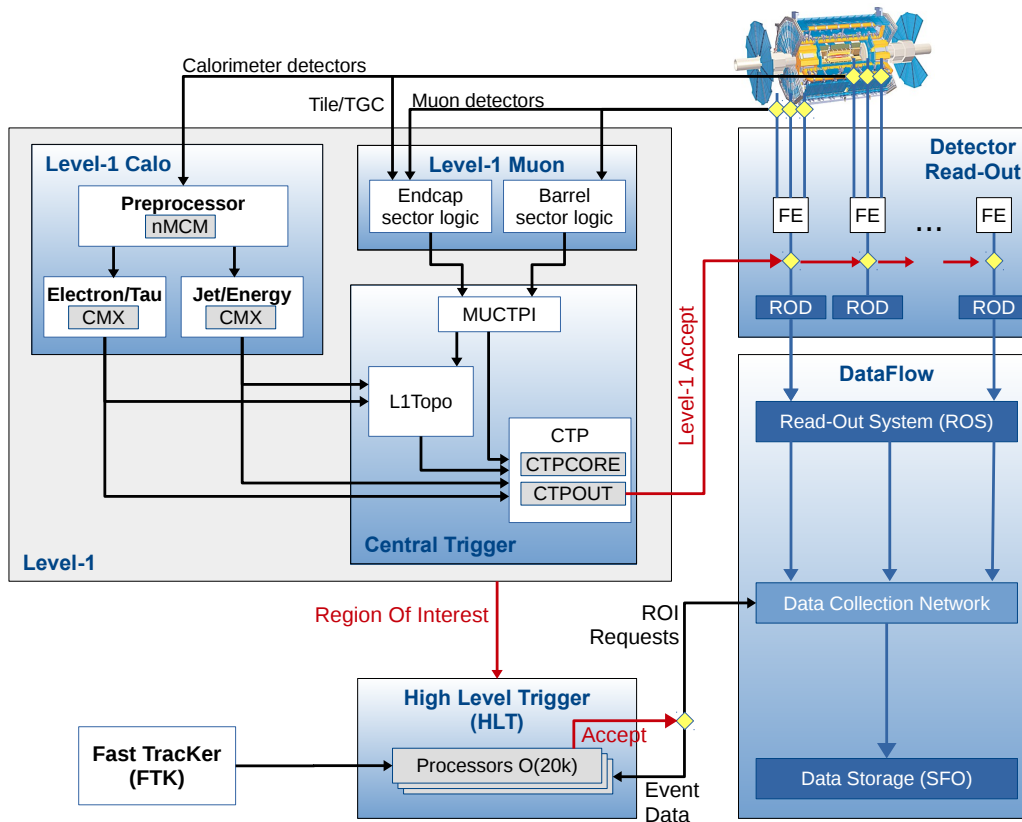 Calorimeter detectors
Tile/TGC
Muon detectors
Level-1 Calo
Preprocessor
nMCM
Electron/Tau
CMX
Jet/Energy
CMX
Level-1 Muon
Endcap
sector logic
Barrel
sector logic
MUCTPI
L1Topo
CTP
CTPCORE
CTPOUT
Central Trigger
Level-1
Level-1 Accept
Detector
Read-Out
FE
FE
...
FE
ROD
ROD
ROD
DataFlow
Read-Out System (ROS)
Data Collection Network
Data Storage (SFO)
Region Of Interest
ROI
Requests
High Level Trigger
(HLT)
Accept
Processors O(20k)
Event
Data
Fast TracKer
(FTK)